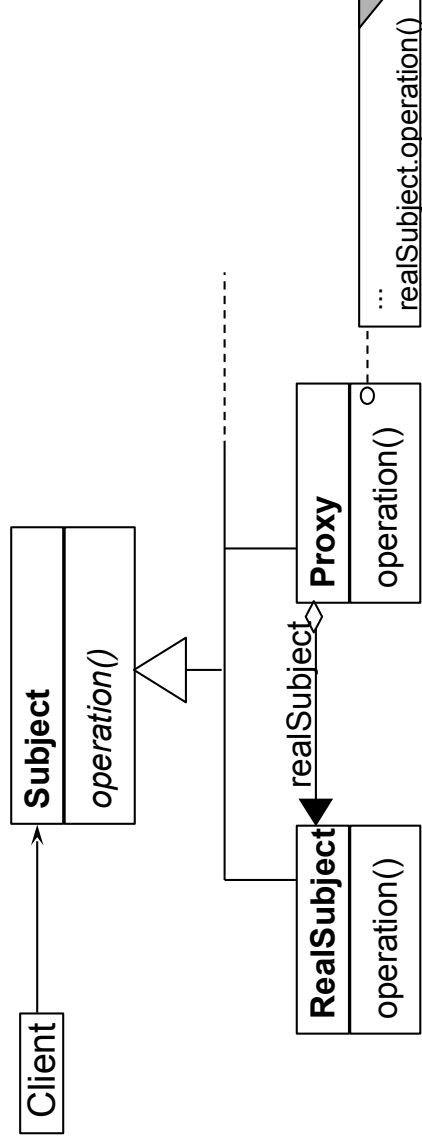 Client
Subject
operation()
RealSubject
operation()
realSubject
Proxy
operation()
...
realSubject.operation()